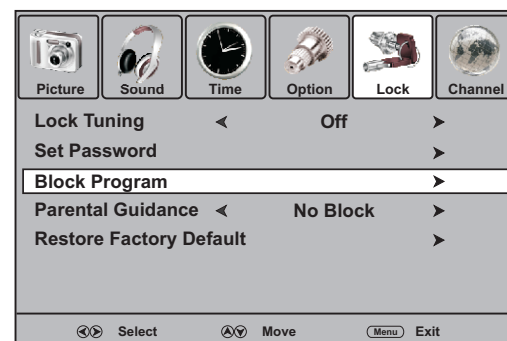 Picture Sound Time Option Lock Channel
Lock Tuning Off
Set Password
Block Program
Parental Guidance No Block
Restore Factory Default
Select Move Menu Exit